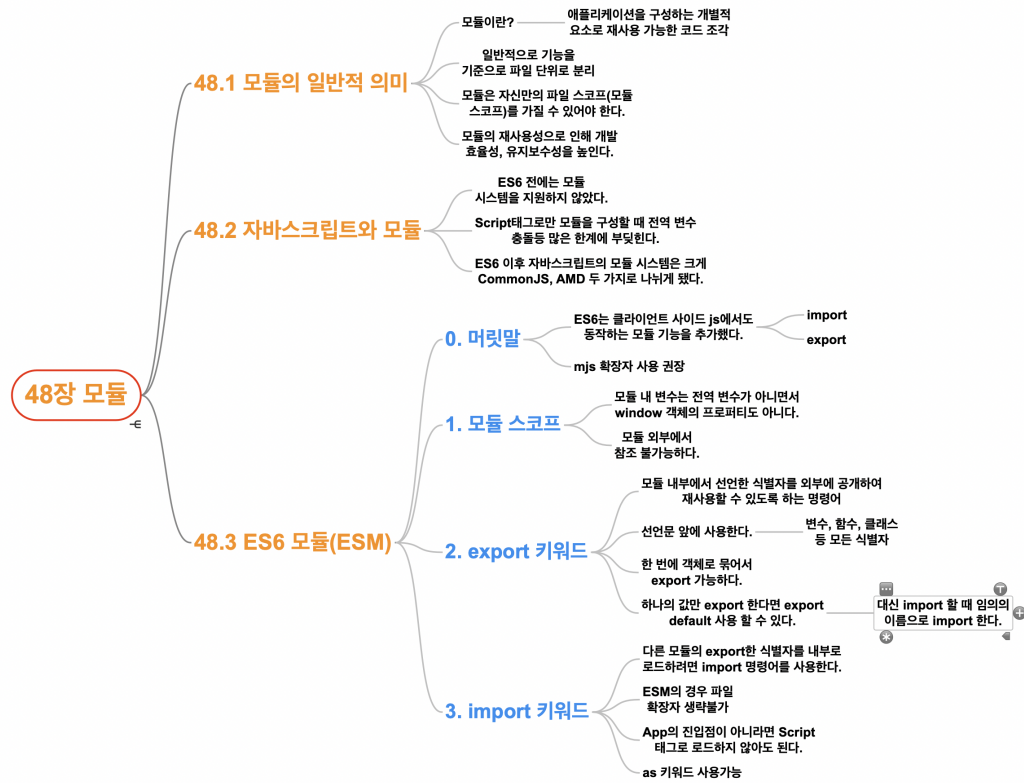 48장 모듈
48.1 모듈의 일반적 의미
모듈이란?
애플리케이션을 구성하는 개별적
요소로 재사용 가능한 코드 조각
일반적으로 기능을
기준으로 파일 단위로 분리
모듈은 자신만의 파일 스코프(모듈
스코프)를 가질 수 있어야 한다.
모듈의 재사용성으로 인해 개발
효율성, 유지보수성을 높인다.
48.2 자바스크립트와 모듈
ES6 전에는 모듈
시스템을 지원하지 않았다.
Script태그로만 모듈을 구성할 때 전역 변수
충돌등 많은 한계에 부딪힌다.
ES6 이후 자바스크립트의 모듈 시스템은 크게
CommonJS, AMD 두 가지로 나뉘게 됐다.
48.3 ES6 모듈(ESM)
0. 머릿말
ES6는 클라이언트 사이드 js에서도
동작하는 모듈 기능을 추가했다.
import
export
mjs 확장자 사용 권장
1. 모듈 스코프
모듈 내 변수는 전역 변수가 아니면서
window 객체의 프로퍼티도 아니다.
모듈 외부에서
참조 불가능하다.
2. export 키워드
모듈 내부에서 선언한 식별자를 외부에 공개하여
재사용할 수 있도록 하는 명령어
선언문 앞에 사용한다.
변수, 함수, 클래스
등 모든 식별자
한 번에 객체로 묶어서
export 가능하다.
하나의 값만 export 한다면 export
default 사용 할 수 있다.
대신 import 할 때 임의의
이름으로 import 한다.
3. import 키워드
다른 모듈의 export한 식별자를 내부로
로드하려면 import 명령어를 사용한다.
ESM의 경우 파일
확장자 생략불가
App의 진입점이 아니라면 Script
태그로 로드하지 않아도 된다.
as 키워드 사용가능